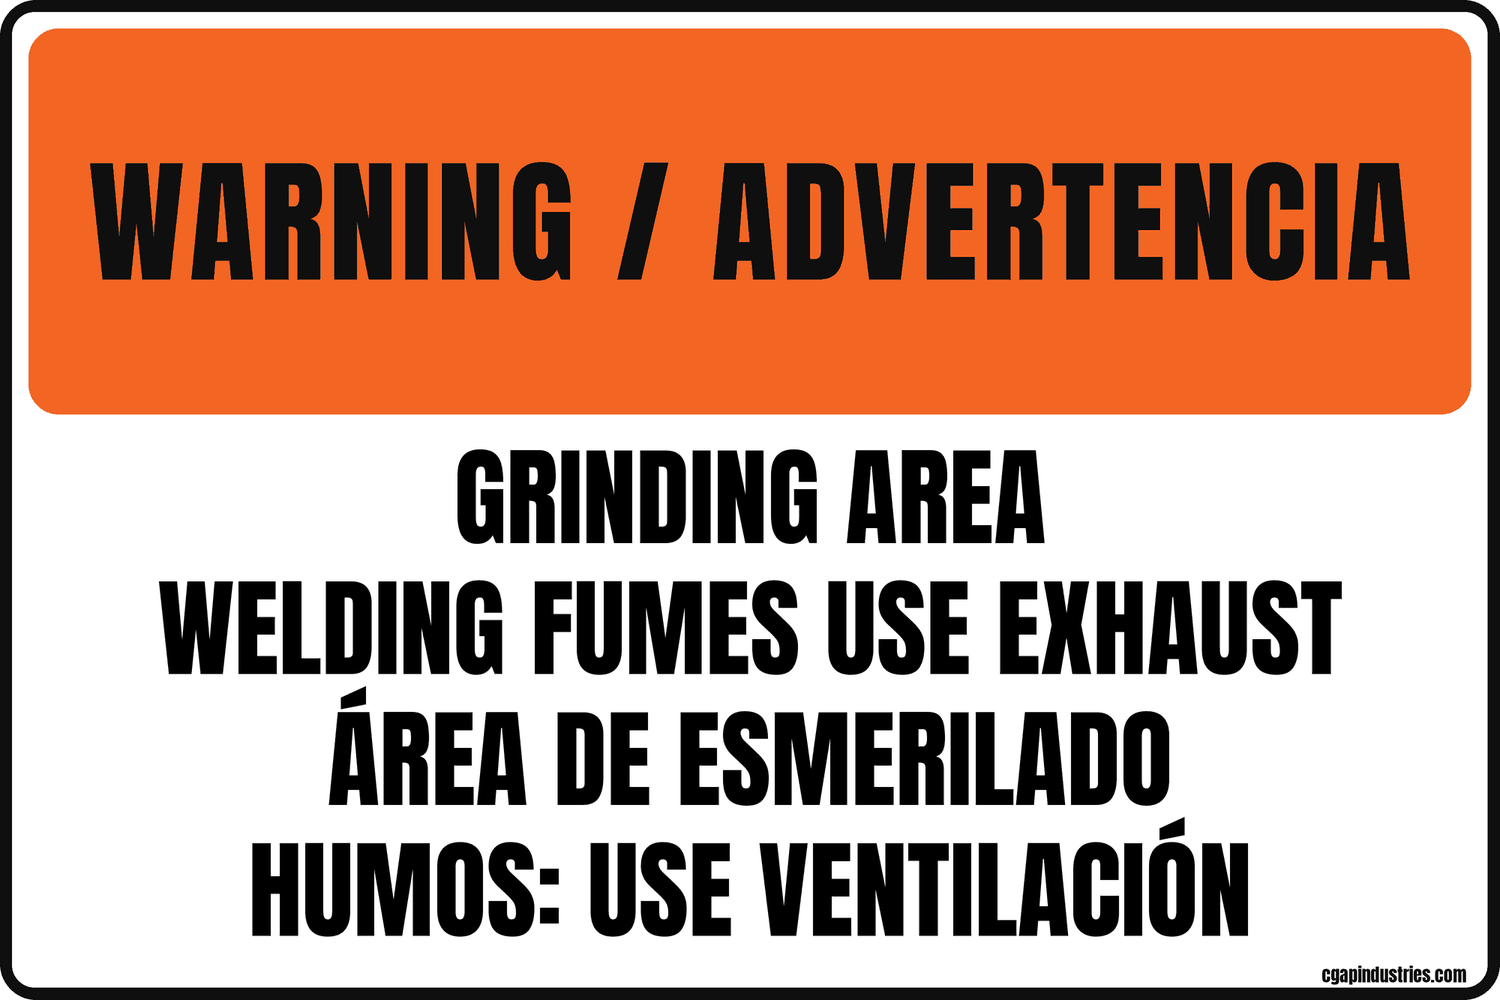 WARNING / ADVERTENCIA
GRINDING AREA
WELDING FUMES USE EXHAUST
ÁREA DE ESMERILADO
HUMOS: USE VENTILACIÓN
cgapindustries.com